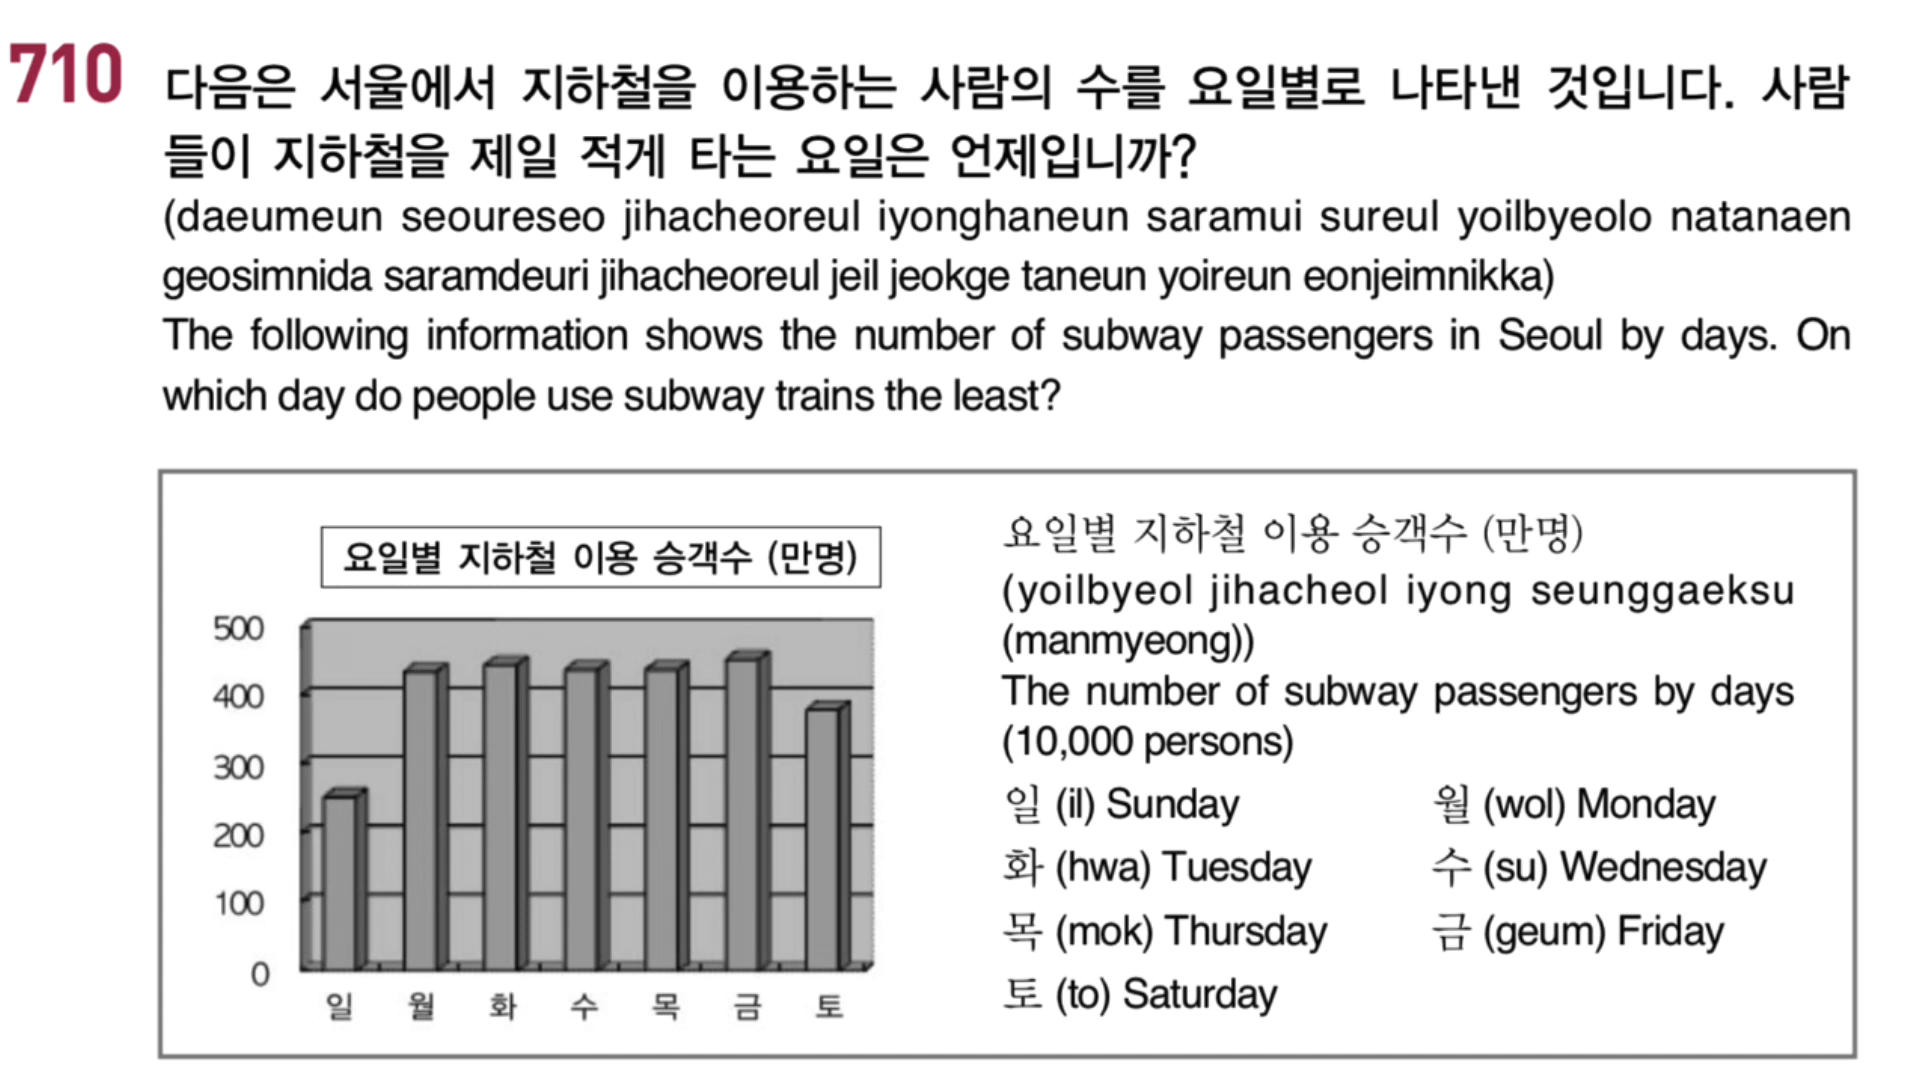 710
다음은 서울에서 지하철을 이용하는 사람의 수를 요일별로 나타낸 것입니다. 사람
들이 지하철을 제일 적게 타는 요일은 언제입니까?
(daeumeun seoureseo jihacheoreul iyonghaneun saramui sureul yoilbyeolo natanaen
geosimnida saramdeuri jihacheoreul jeil jeokge taneun yoireun eonjeimnikka)
The following information shows the number of subway passengers in Seoul by days. On
which day do people use subway trains the least?
요일별 지하철 이용 승객수 (만명)
500
400
300
200
100
0
일 월 화 수 목 금 토
요일별 지하철 이용 승객수 (만명)
(yoilbyeol jihacheol iyong seunggaeksu
(manmyeong))
The number of subway passengers by days
(10,000 persons)
일 (il) Sunday 월 (wol) Monday
화 (hwa) Tuesday 수 (su) Wednesday
목 (mok) Thursday 금 (geum) Friday
토 (to) Saturday